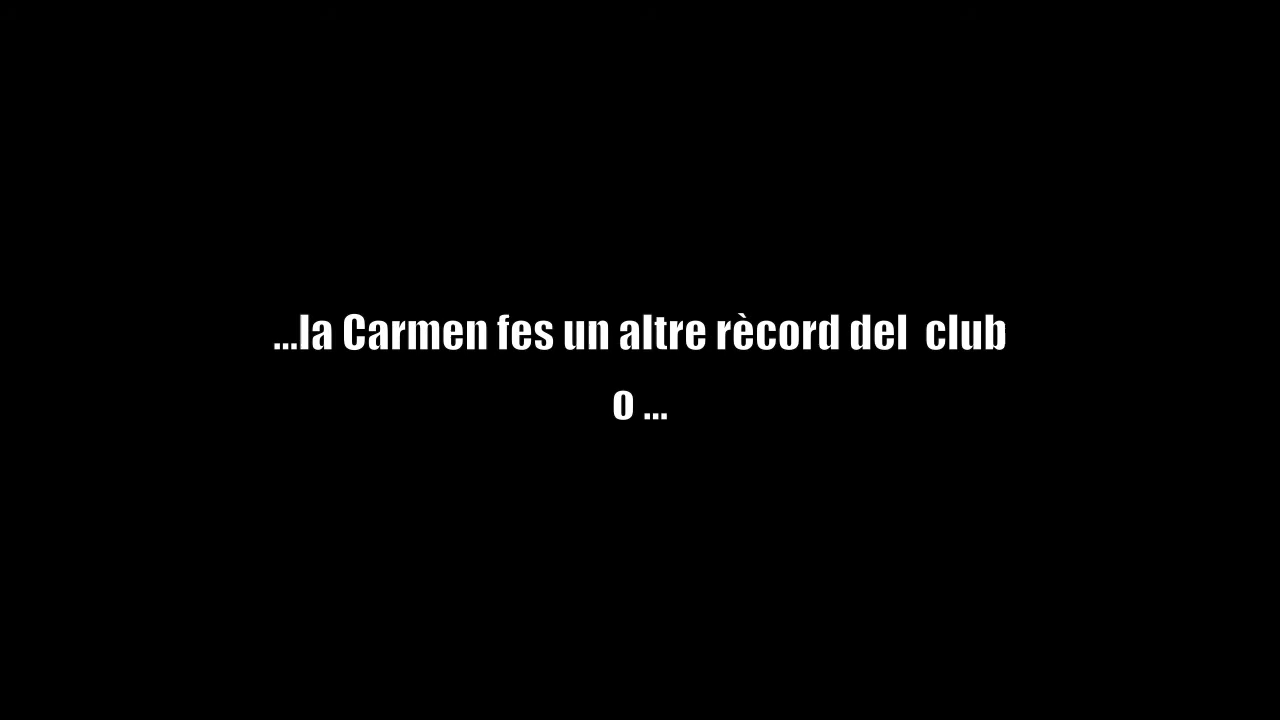 ...la Carmen fes un altre rècord del  club
o ...